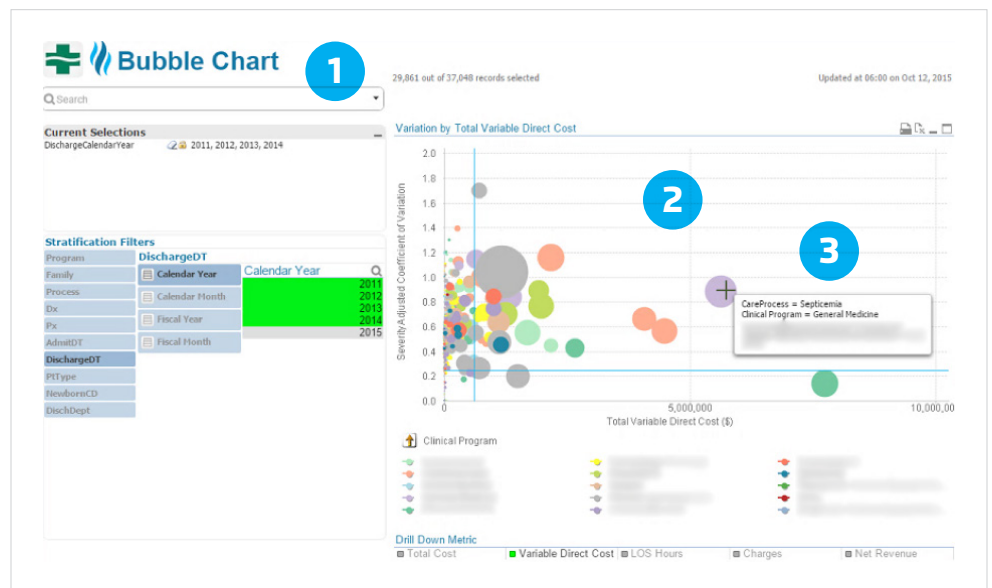 Bubble Chart
1
29,861 out of 37,048 records selected
Updated at 06:00 on Oct 12, 2015
Search
Current Selections
DischargeCalendarYear 2011, 2012, 2013, 2014
Variation by Total Variable Direct Cost
2.0
1.8
1.6
1.4
1.2
1.0
0.8
0.6
0.4
0.2
0.0
Severity Adjusted Coefficient of Variation
2
3
CareProcess = Septicemia
Clinical Program = General Medicine
0
5,000,000
10,000,00
Total Variable Direct Cost ($)
Stratification Filters
Program
Family
Process
Dx
Px
AdmitDT
DischargeDT
PtType
NewbornCD
DischDept
DischargeDT
Calendar Year
Calendar Month
Fiscal Year
Fiscal Month
Calendar Year
2011
2012
2013
2014
2015
Clinical Program
Drill Down Metric
Total Cost
Variable Direct Cost
LOS Hours
Charges
Net Revenue